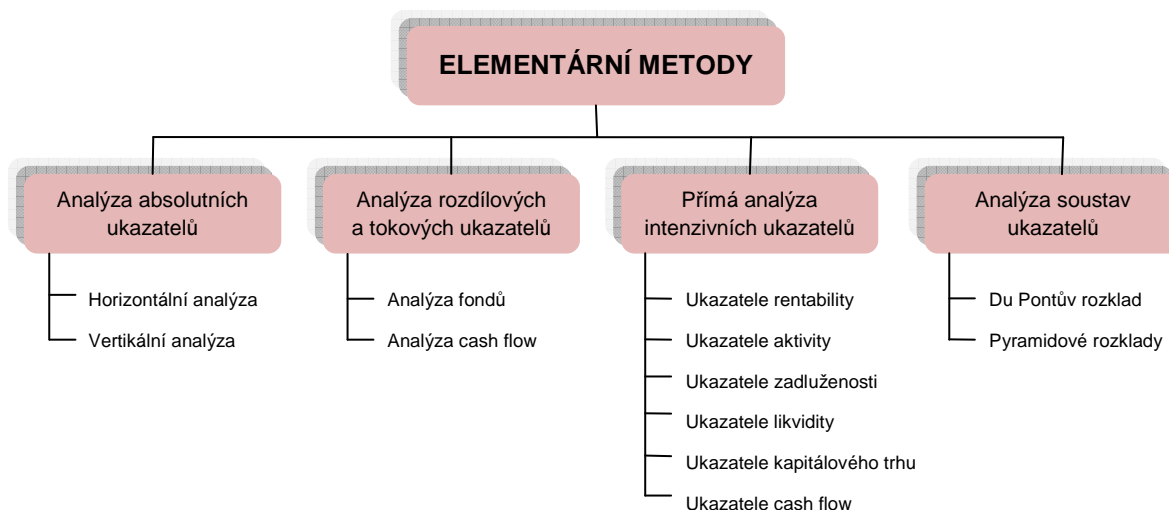 ELEMENTÁRNÍ METODY
Analýza absolutních
ukazatelů
Horizontální analýza
Vertikální analýza
Analýza rozdílových
a tokových ukazatelů
Analýza fondů
Analýza cash flow
Přímá analýza
intenzivních ukazatelů
Ukazatele rentability
Ukazatele aktivity
Ukazatele zadluženosti
Ukazatele likvidity
Ukazatele kapitálového trhu
Ukazatele cash flow
Analýza soustav
ukazatelů
Du Pontův rozklad
Pyramidové rozklady